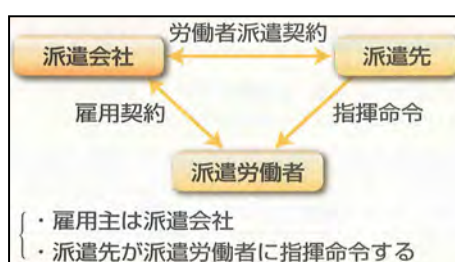 労働者派遣契約
派遣会社
派遣先
雇用契約
指揮命令
派遣労働者
・雇用主は派遣会社
・派遣先が派遣労働者に指揮命令する